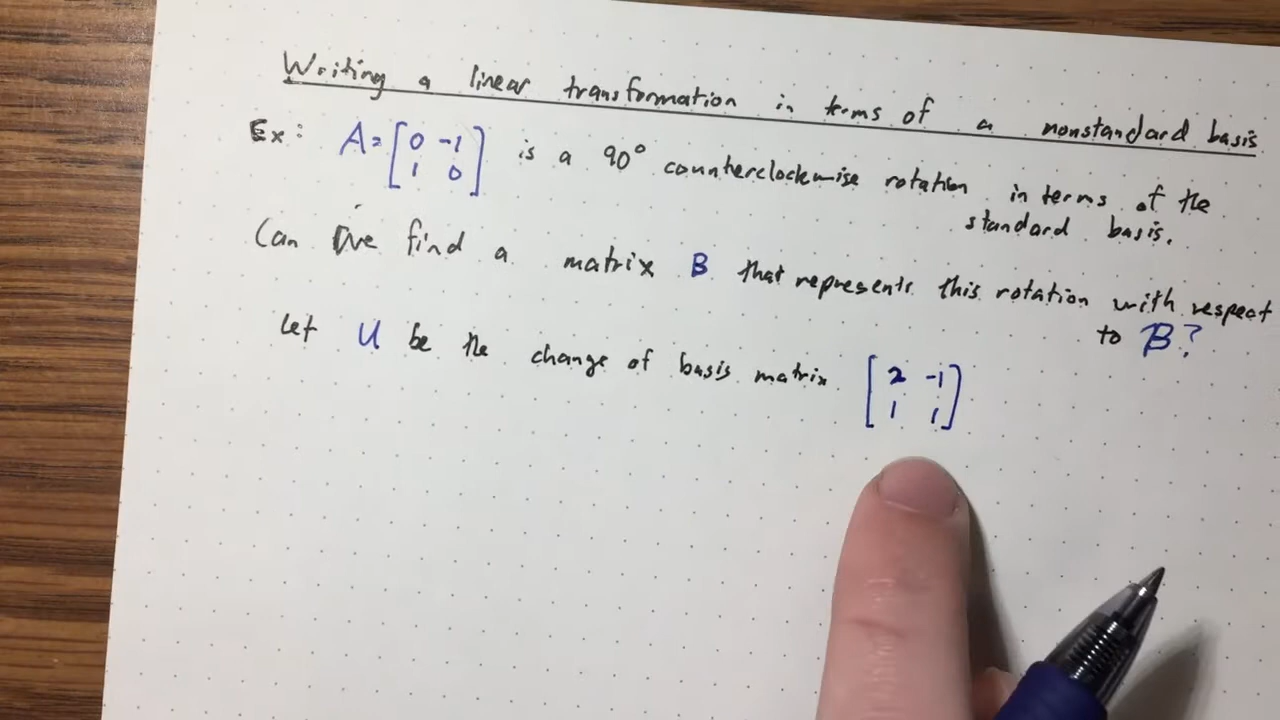 Writing a linear transformation in terms of a nonstandard basis
Ex: A = [0 -1
1 0] is a 90° counterclockwise rotation in terms of the
standard basis.
Can we find a matrix B that represents this rotation with respect
to B?
Let U be the change of basis matrix [2 -1
1 1]